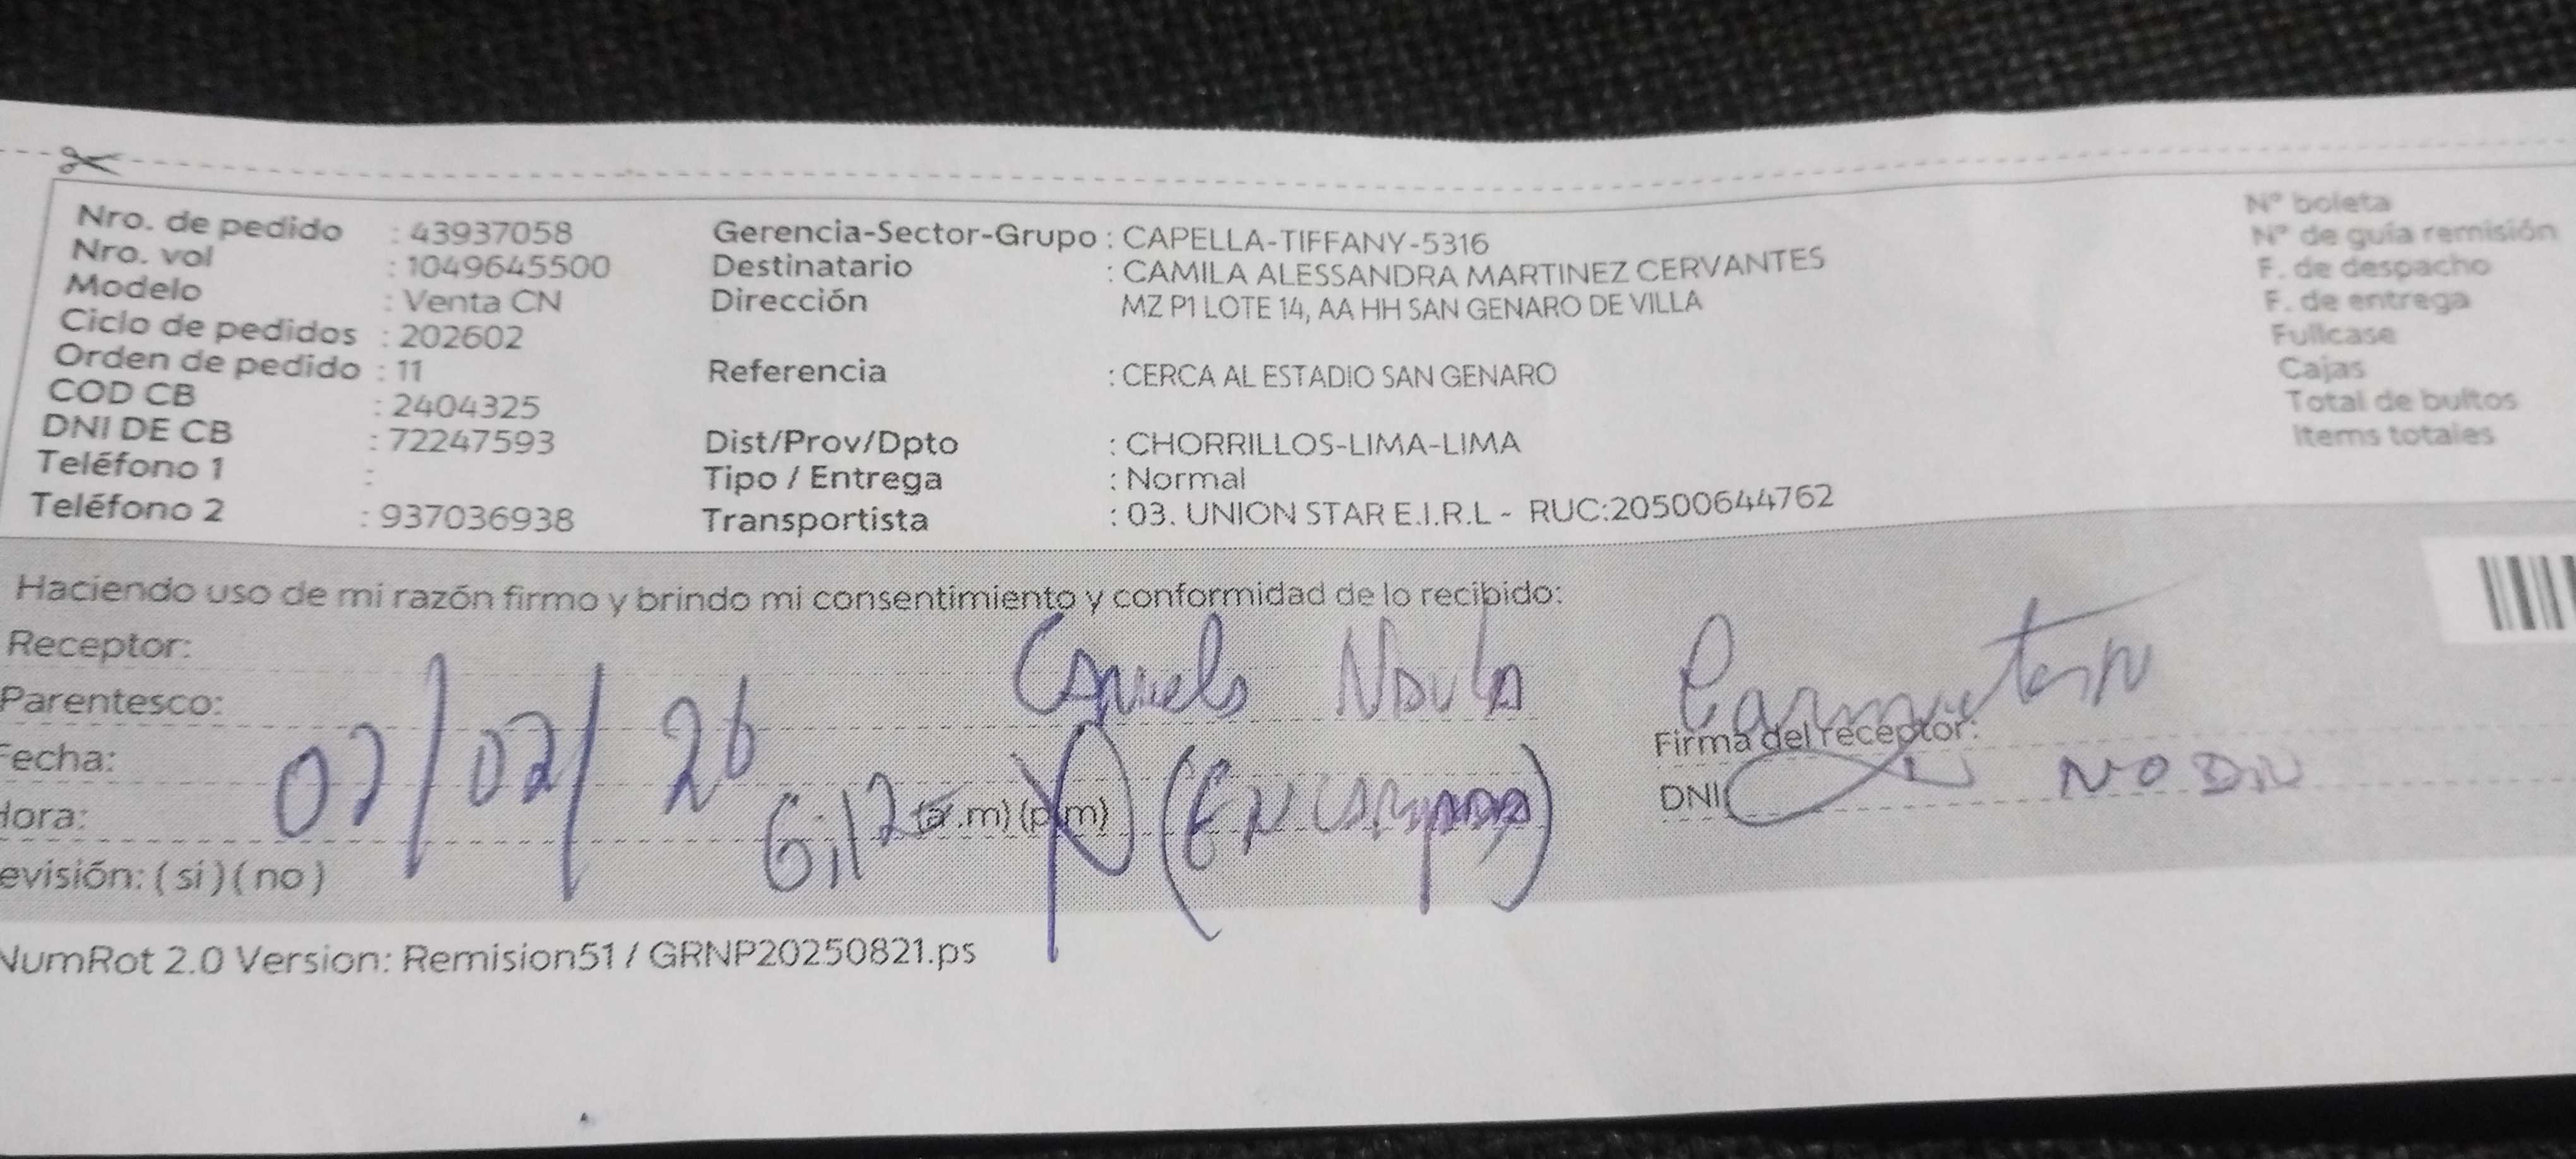 Nro. de pedido : 43937058
Nro. vol : 1049645500
Modelo : Venta CN
Ciclo de pedidos : 202602
Orden de pedido : 11
COD CB : 2404325
DNI DE CB : 72247593
Teléfono 1 :
Teléfono 2 : 937036938
Gerencia-Sector-Grupo : CAPELLA-TIFFANY-5316
Destinatario : CAMILA ALESSANDRA MARTINEZ CERVANTES
Dirección MZ P1 LOTE 14, AA HH SAN GENARO DE VILLA
Referencia : CERCA AL ESTADIO SAN GENARO
Dist/Prov/Dpto : CHORRILLOS-LIMA-LIMA
Tipo / Entrega : Normal
Transportista : 03. UNION STAR E.I.R.L - RUC:20500644762
N° boleta
N° de guía remisión
F. de despacho
F. de entrega
Fullcase
Cajas
Total de bultos
Items totales
Haciendo uso de mi razón firmo y brindo mi consentimiento y conformidad de lo recibido:
Receptor:
Parentesco:
Fecha: 07/02/26
Hora: (a.m) (p.m)
evisión: ( si ) ( no )
Firma del receptor:
DNI
NumRot 2.0 Version: Remision51 / GRNP20250821.ps